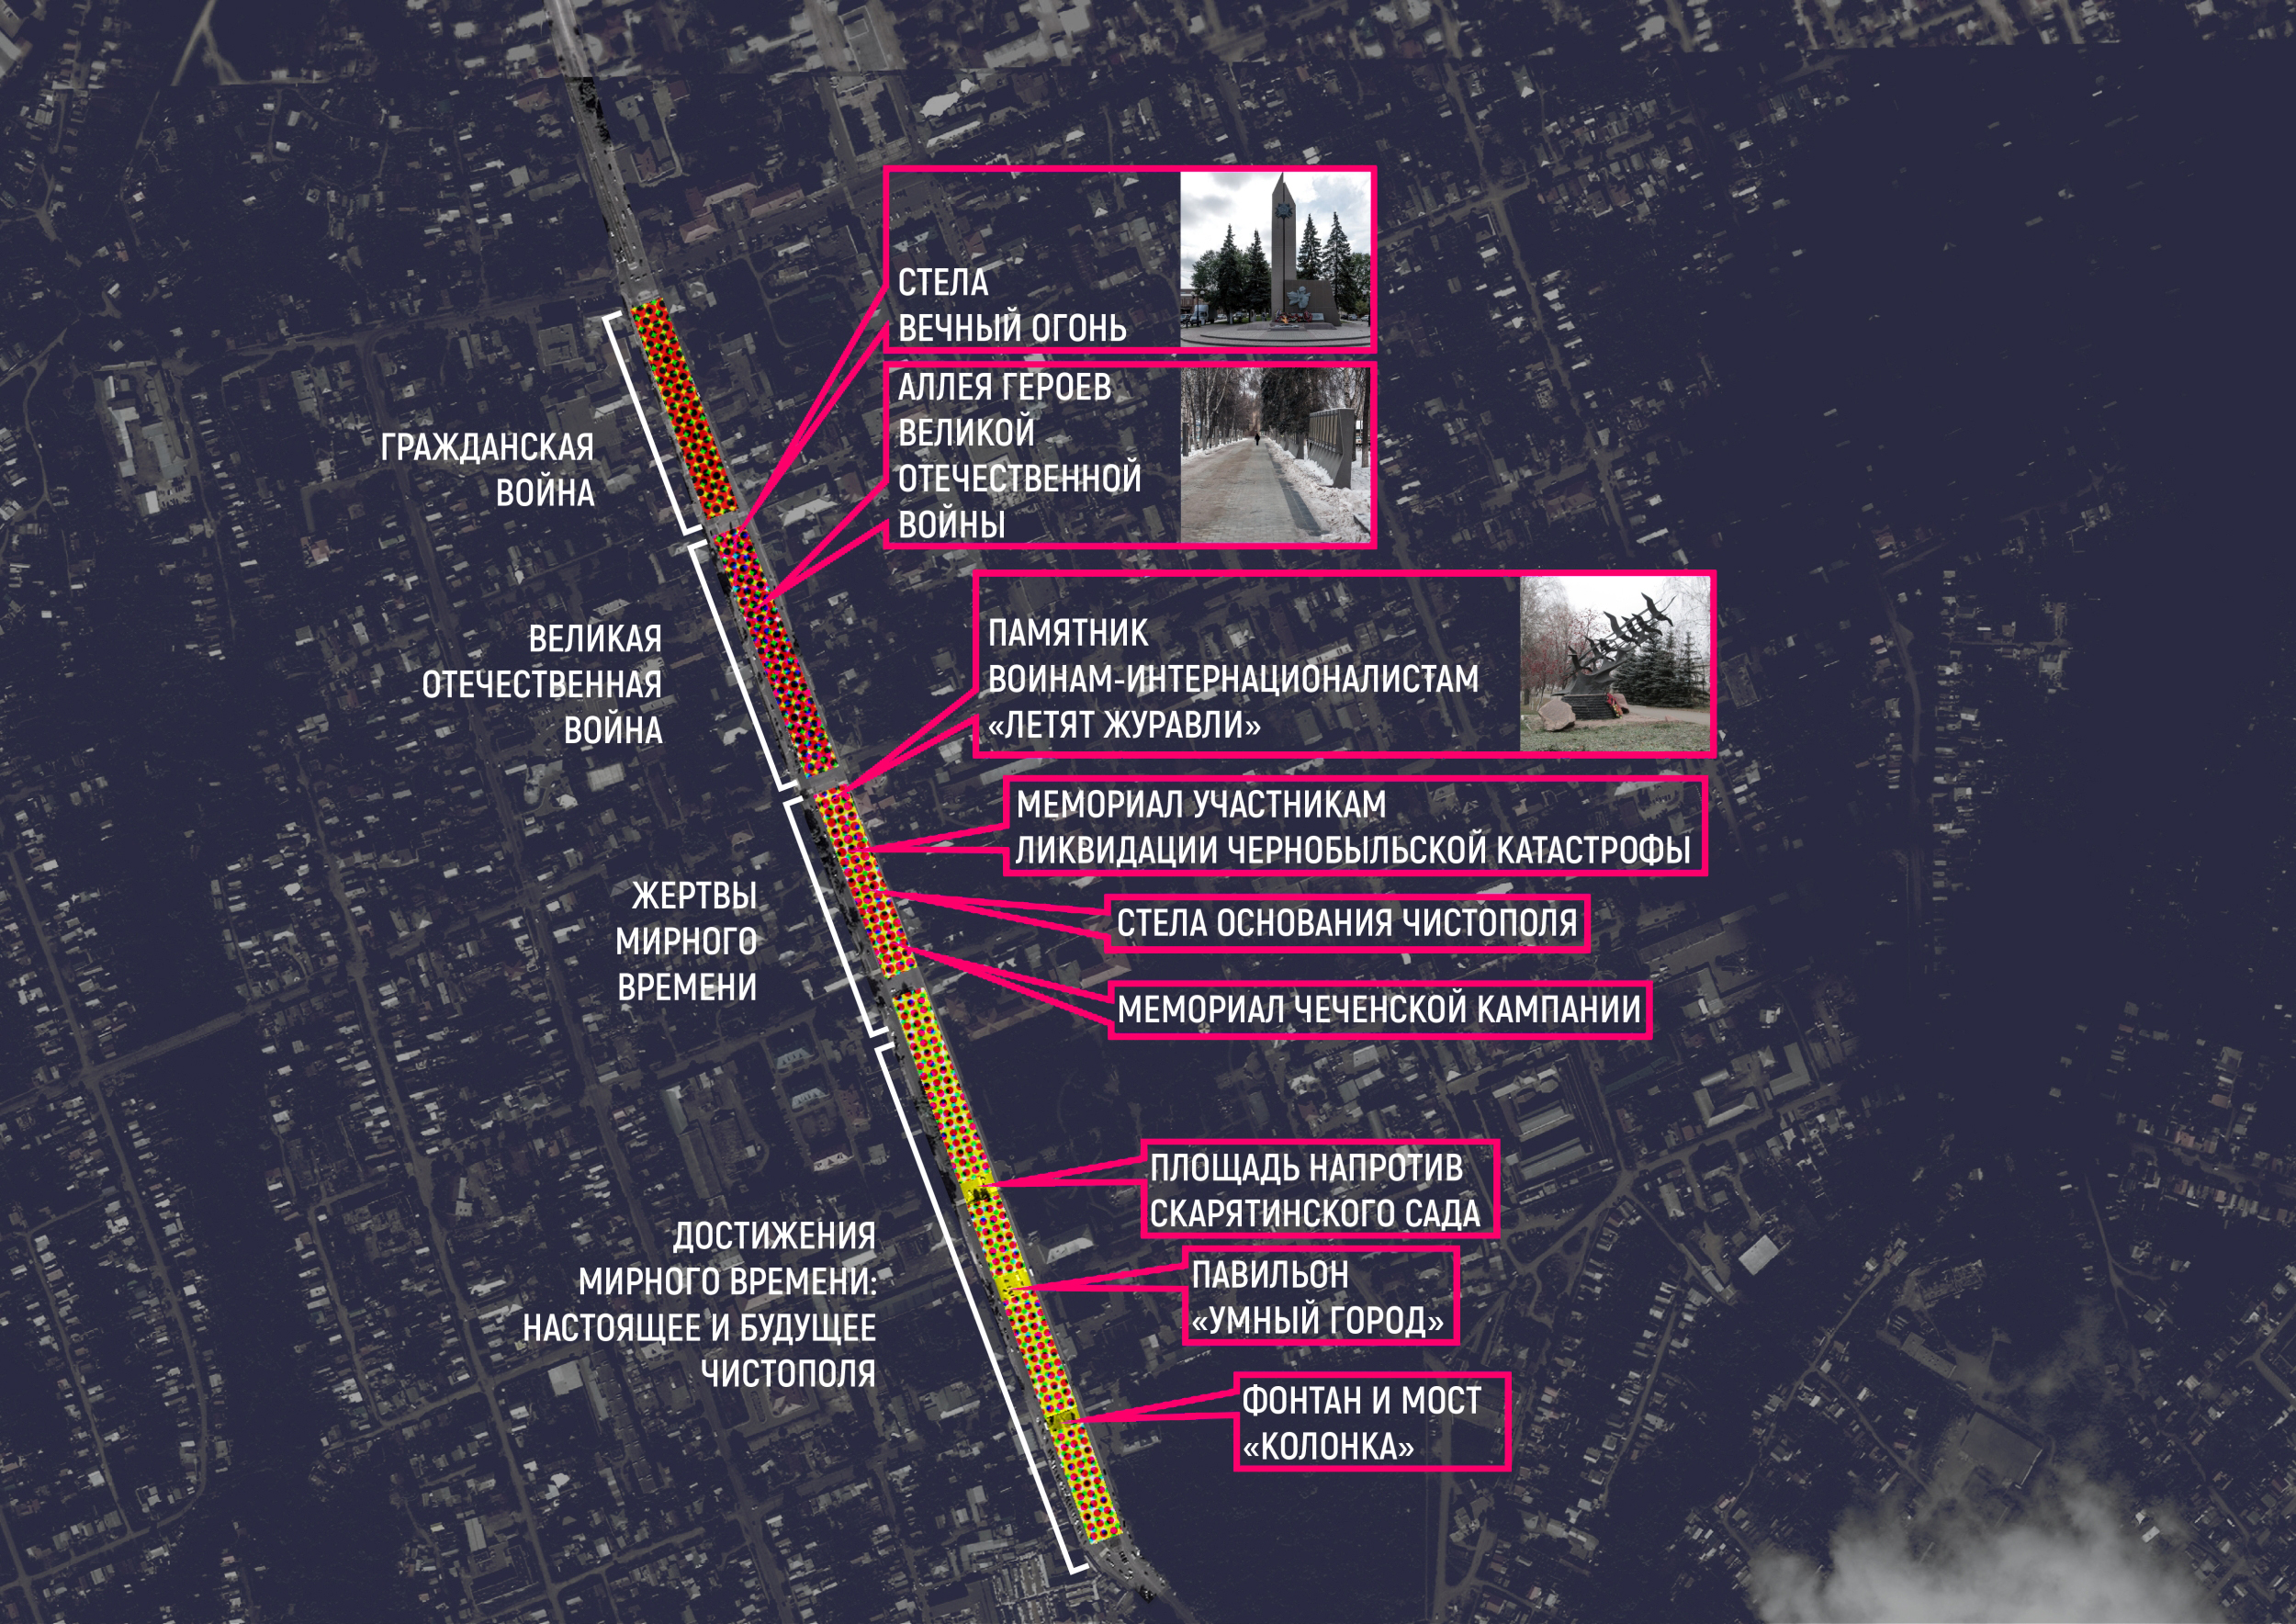 СТЕЛА
ВЕЧНЫЙ ОГОНЬ
АЛЛЕЯ ГЕРОЕВ
ВЕЛИКОЙ
ОТЕЧЕСТВЕННОЙ
ВОЙНЫ
ГРАЖДАНСКАЯ
ВОЙНА
ПАМЯТНИК
ВОИНАМ-ИНТЕРНАЦИОНАЛИСТАМ
«ЛЕТЯТ ЖУРАВЛИ»
ВЕЛИКАЯ
ОТЕЧЕСТВЕННАЯ
ВОЙНА
МЕМОРИАЛ УЧАСТНИКАМ
ЛИКВИДАЦИИ ЧЕРНОБЫЛЬСКОЙ КАТАСТРОФЫ
СТЕЛА ОСНОВАНИЯ ЧИСТОПОЛЯ
МЕМОРИАЛ ЧЕЧЕНСКОЙ КАМПАНИИ
ЖЕРТВЫ
МИРНОГО
ВРЕМЕНИ
ПЛОЩАДЬ НАПРОТИВ
СКАРЯТИНСКОГО САДА
ПАВИЛЬОН
«УМНЫЙ ГОРОД»
ДОСТИЖЕНИЯ
МИРНОГО ВРЕМЕНИ:
НАСТОЯЩЕЕ И БУДУЩЕЕ
ЧИСТОПОЛЯ
ФОНТАН И МОСТ
«КОЛОНКА»